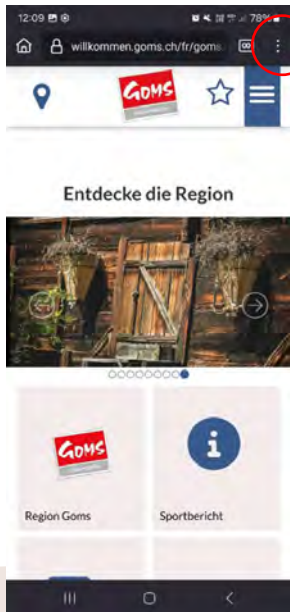 12:09
78%
willkommen.goms.ch/fr/goms
GOMS
Entdecke die Region
GOMS
Region Goms
Sportbericht